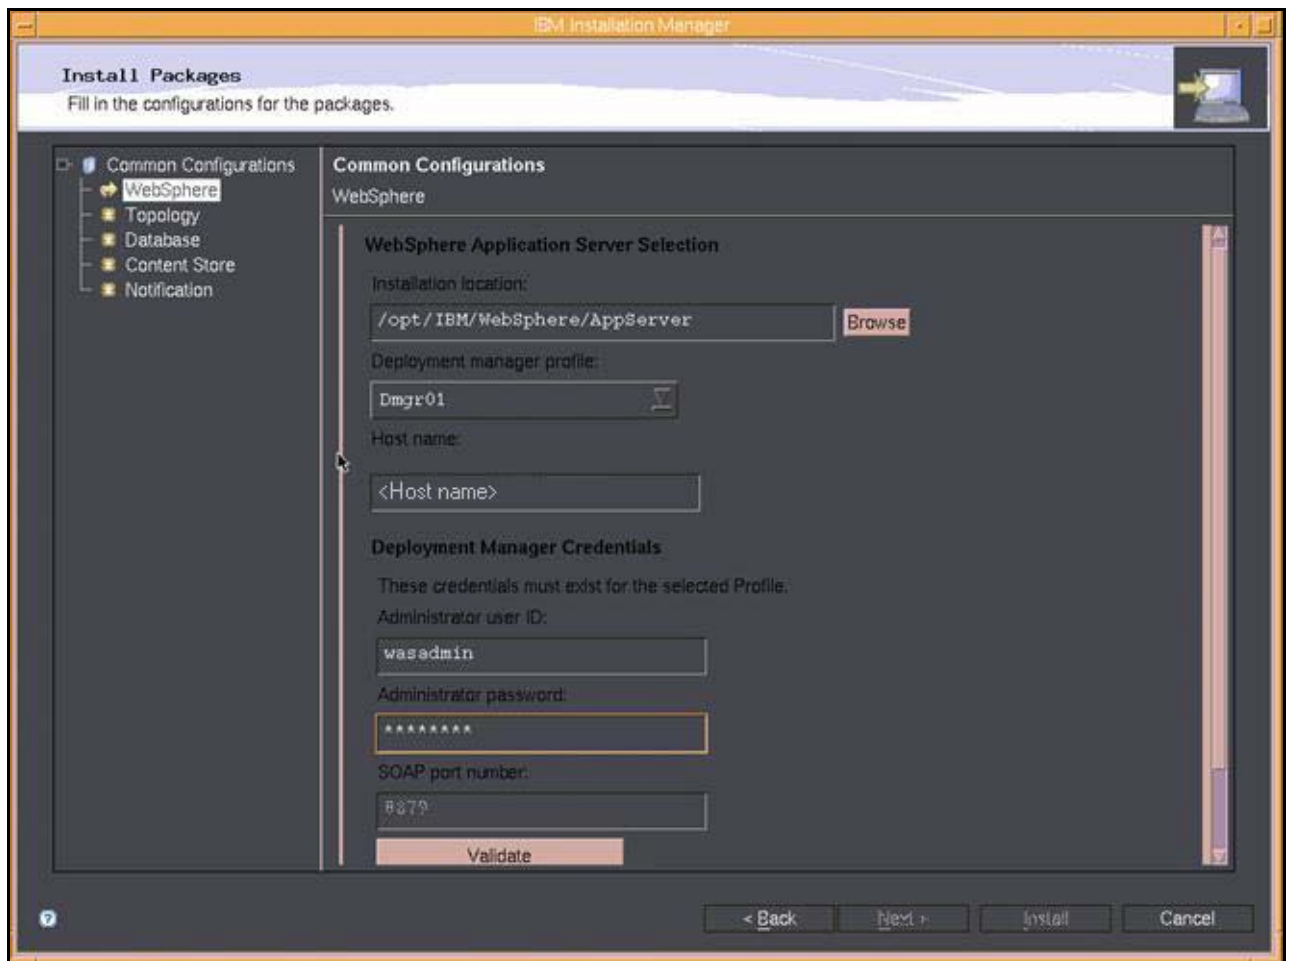 IBM Installation Manager
Install Packages
Fill in the configurations for the packages.
Common Configurations
WebSphere
Topology
Database
Content Store
Notification
Common Configurations
WebSphere
WebSphere Application Server Selection
Installation location:
/opt/IBM/WebSphere/AppServer
Browse
Deployment manager profile:
Dmgr01
Host name:
<Host name>
Deployment Manager Credentials
These credentials must exist for the selected Profile.
Administrator user ID:
wasadmin
Administrator password:
********
SOAP port number:
8879
Validate
< Back
Next >
Install
Cancel